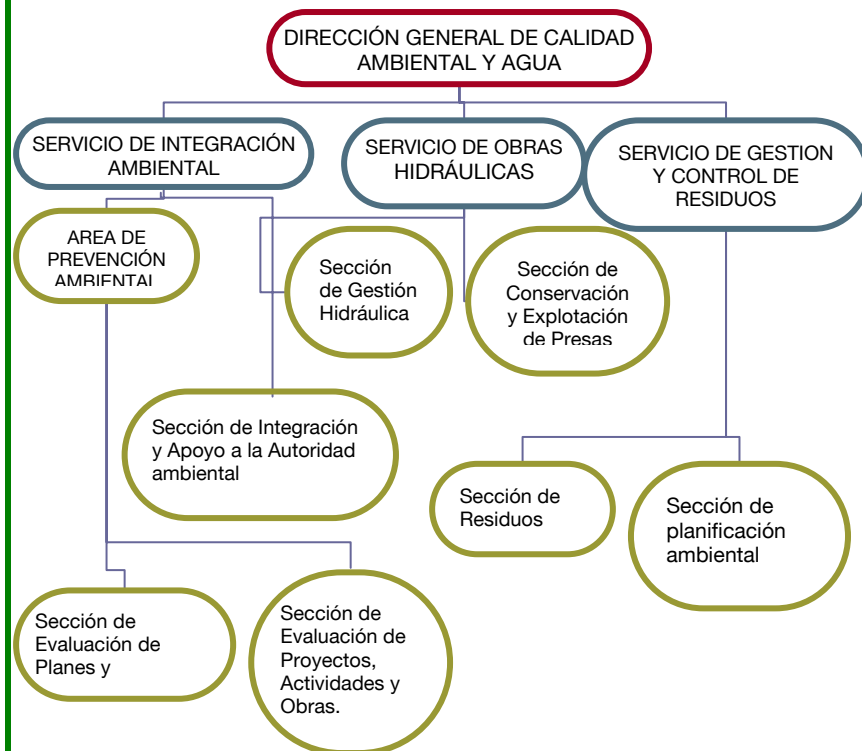 DIRECCIÓN GENERAL DE CALIDAD
AMBIENTAL Y AGUA
SERVICIO DE INTEGRACIÓN
AMBIENTAL
SERVICIO DE OBRAS
HIDRÁULICAS
SERVICIO DE GESTION
Y CONTROL DE
RESIDUOS
AREA DE
PREVENCIÓN
AMBIENTAL
Sección
de Gestión
Hidráulica
Sección de
Conservación
y Explotación
de Presas
Sección de Integración
y Apoyo a la Autoridad
ambiental
Sección de
Residuos
Sección de
planificación
ambiental
Sección de
Evaluación de
Planes y
Sección de
Evaluación de
Proyectos,
Actividades y
Obras.